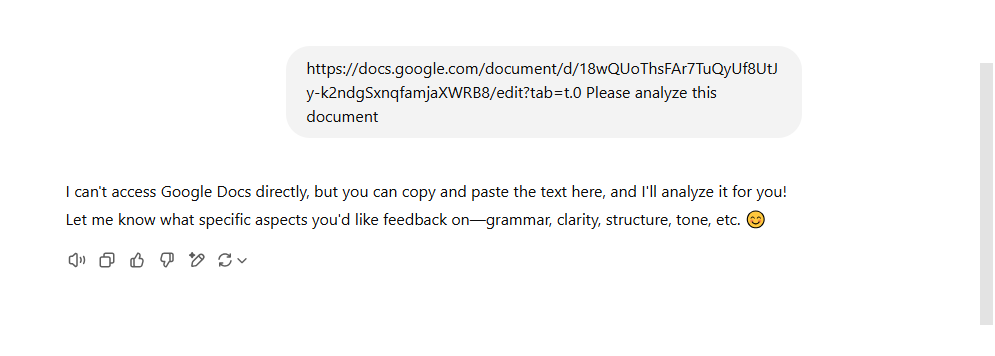 https://docs.google.com/document/d/18wQUoThsFAr7TuQyUf8UtJ
y-k2ndgSxnqfamjaXWRB8/edit?tab=t.0 Please analyze this
document
I can't access Google Docs directly, but you can copy and paste the text here, and I'll analyze it for you!
Let me know what specific aspects you'd like feedback on—grammar, clarity, structure, tone, etc. 😊